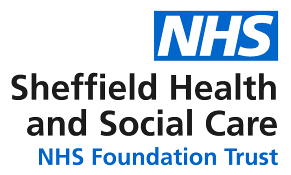 NHS
Sheffield Health
and Social Care
NHS Foundation Trust